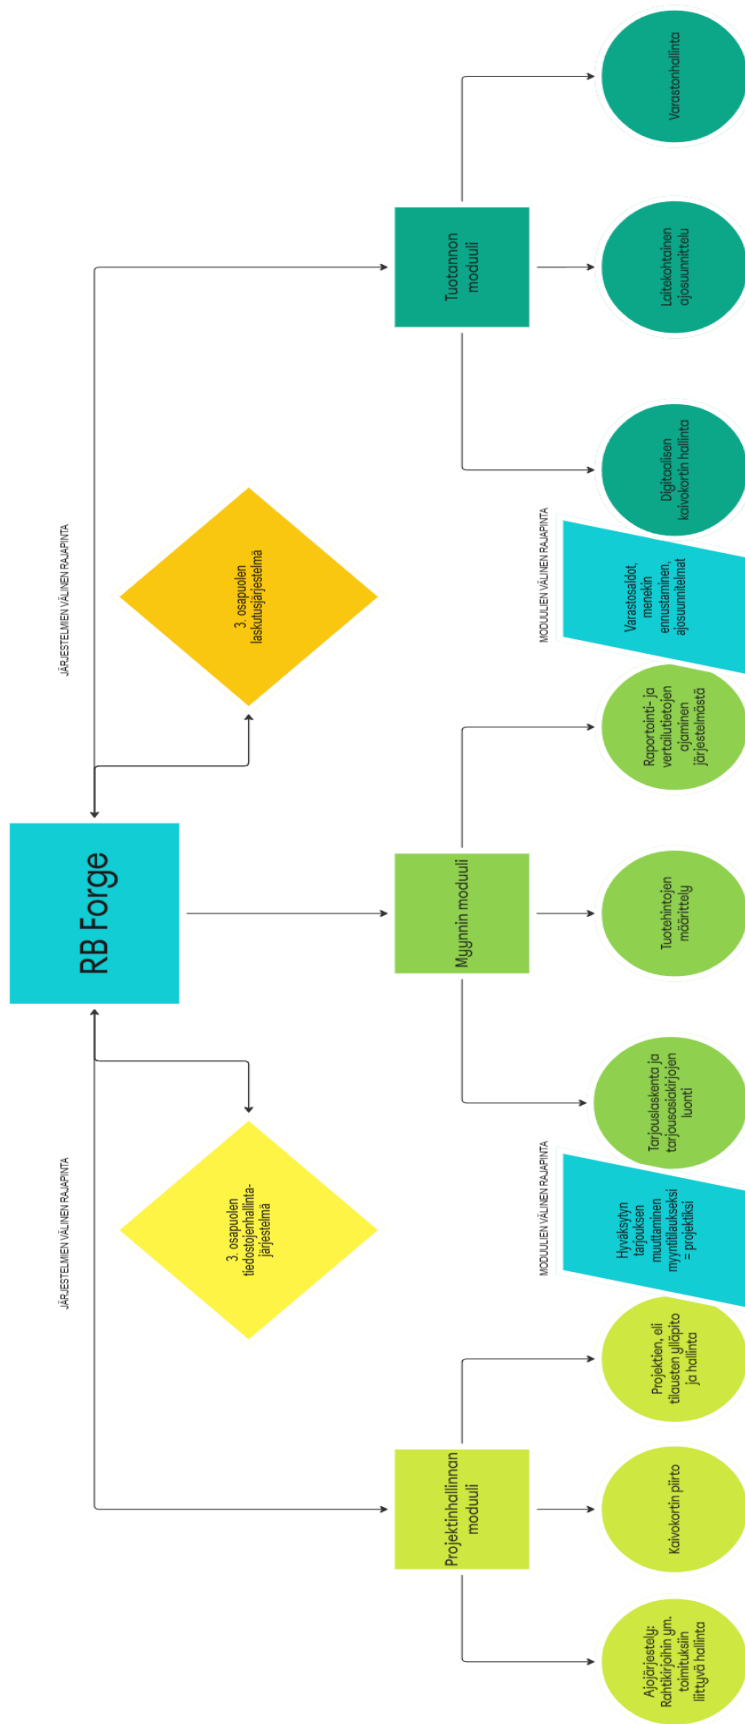 RB Forge
JÄRJESTELMIEN VÄLINEN RAJAPINTA
JÄRJESTELMIEN VÄLINEN RAJAPINTA
3. osapuolen
tiedostojenhallinta-
järjestelmä
3. osapuolen
laskutusjärjestelmä
Projektinhallinnan
moduuli
Myynnin moduuli
Tuotannon
moduuli
MODUULIEN VÄLINEN RAJAPINTA
MODUULIEN VÄLINEN RAJAPINTA
Ajojärjestely:
Rahtikirjoihin ym.
toimituksiin
liittyvä hallinta
Kaivokortin piirto
Projektien, eli
tilausten ylläpito
ja hallinta
Hyväksytyn
tarjouksen
muuttaminen
myyntitilaukseksi
= projektiksi
Tarjouslaskenta ja
tarjousasiakirjojen
luonti
Tuotehintojen
määrittely
Raportointi- ja
vertailutietojen
ajaminen
järjestelmästä
Varastosaldot,
menekin
ennustaminen,
ajosuunnitelmat
Digitaalisen
kaivokortin hallinta
Laitekohtainen
ajosuunnittelu
Varastonhallinta